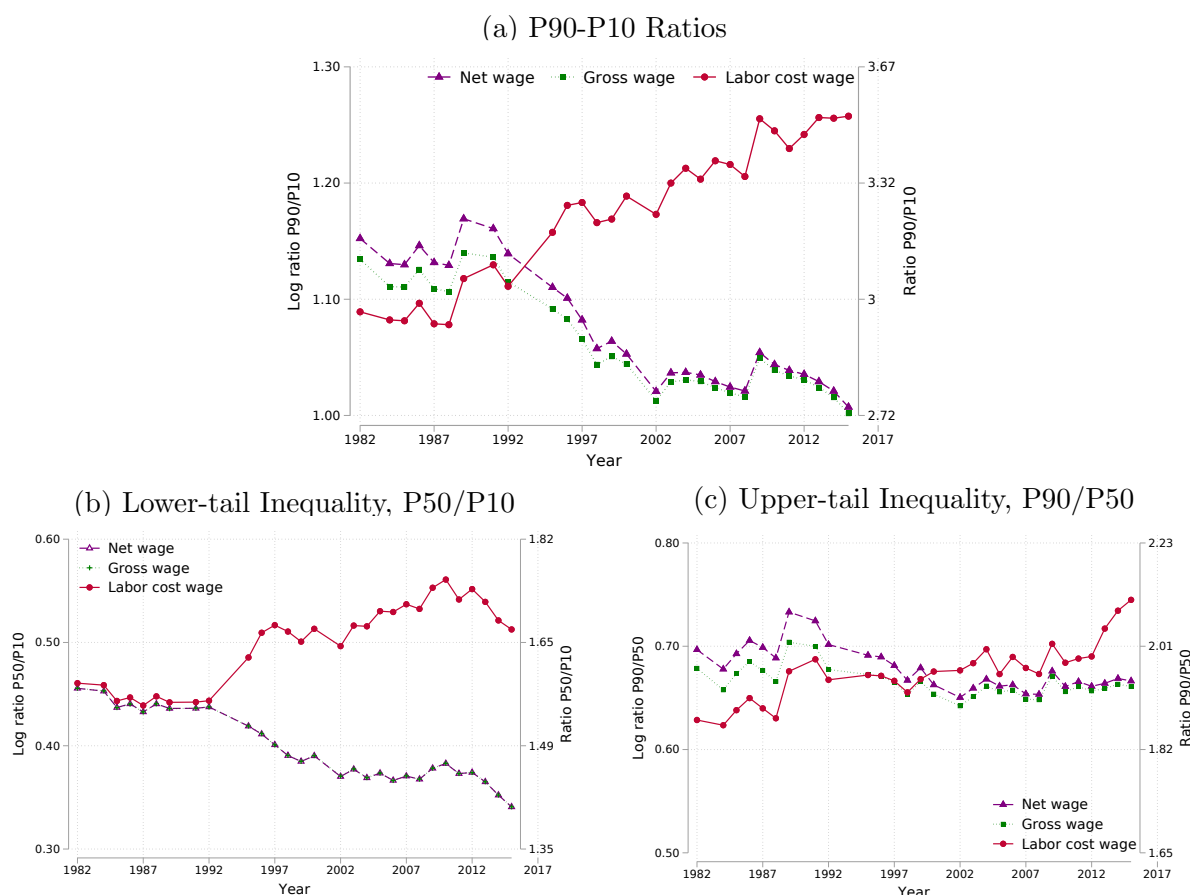 (a) P90-P10 Ratios
Net wage Gross wage Labor cost wage
1.30 3.67
1.20 3.32
1.10 3
1.00 2.72
Log ratio P90/P10
Ratio P90/P10
1982 1987 1992 1997 2002 2007 2012 2017
Year
(b) Lower-tail Inequality, P50/P10
0.60 1.82
Net wage
Gross wage
Labor cost wage
0.50 1.65
0.40 1.49
0.30 1.35
Log ratio P50/P10
Ratio P50/P10
1982 1987 1992 1997 2002 2007 2012 2017
Year
(c) Upper-tail Inequality, P90/P50
0.80 2.23
0.70 2.01
0.60 1.82
0.50 1.65
Log ratio P90/P50
Ratio P90/P50
Net wage
Gross wage
Labor cost wage
1982 1987 1992 1997 2002 2007 2012 2017
Year